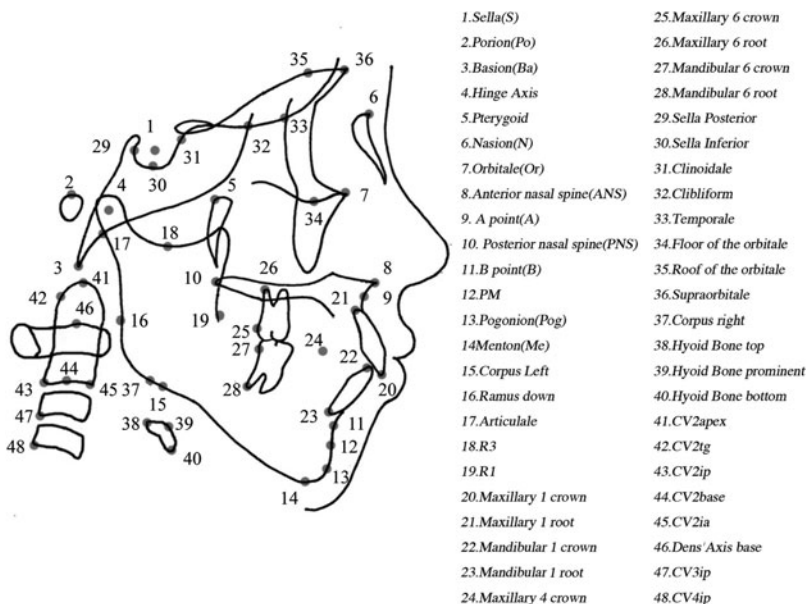 35
36
6
1
29
31
30
32
33
2
4
5
7
34
17
18
3
41
42
46
10
26
8
21
9
16
19
25
24
27
22
44
43
45
37
28
20
15
23
47
38
39
11
12
48
40
13
14
1.Sella(S)
2.Porion(Po)
3.Basion(Ba)
4.Hinge Axis
5.Pterygoid
6.Nasion(N)
7.Orbitale(Or)
8.Anterior nasal spine(ANS)
9. A point(A)
10. Posterior nasal spine(PNS)
11.B point(B)
12.PM
13.Pogonion(Pog)
14Menton(Me)
15.Corpus Left
16.Ramus down
17.Articulale
18.R3
19.R1
20.Maxillary 1 crown
21.Maxillary 1 root
22.Mandibular 1 crown
23.Mandibular 1 root
24.Maxillary 4 crown
25.Maxillary 6 crown
26.Maxillary 6 root
27.Mandibular 6 crown
28.Mandibular 6 root
29.Sella Posterior
30.Sella Inferior
31.Clinoidale
32.Clibliform
33.Temporale
34.Floor of the orbitale
35.Roof of the orbitale
36.Supraorbitale
37.Corpus right
38.Hyoid Bone top
39.Hyoid Bone prominent
40.Hyoid Bone bottom
41.CV2apex
42.CV2tg
43.CV2ip
44.CV2base
45.CV2ia
46.Dens'Axis base
47.CV3ip
48.CV4ip